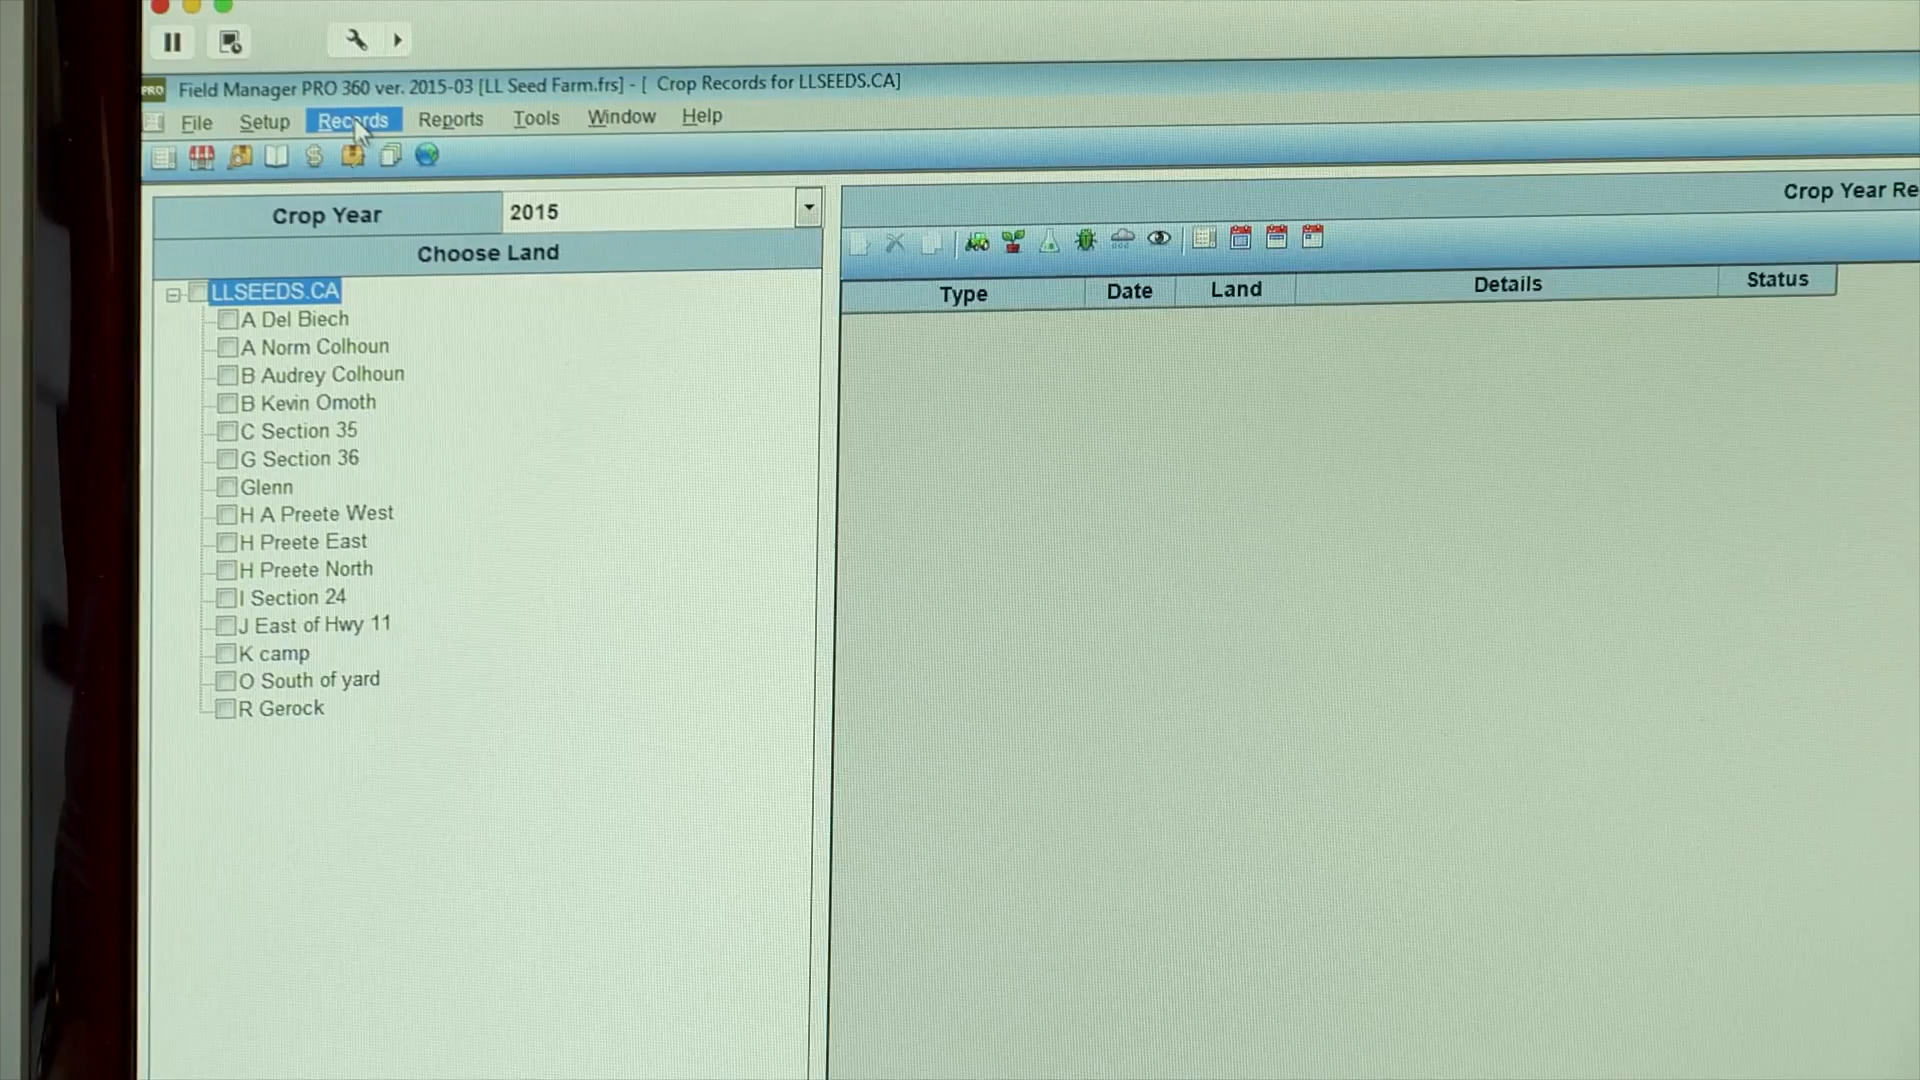 PRO Field Manager PRO 360 ver. 2015-03 [LL Seed Farm.frs] - [ Crop Records for LLSEEDS.CA]
File Setup Records Reports Tools Window Help
Crop Year 2015
Choose Land
LLSEEDS.CA
A Del Biech
A Norm Colhoun
B Audrey Colhoun
B Kevin Omoth
C Section 35
G Section 36
Glenn
H A Preete West
H Preete East
H Preete North
I Section 24
J East of Hwy 11
K camp
O South of yard
R Gerock
Crop Year Re
Type Date Land Details Status